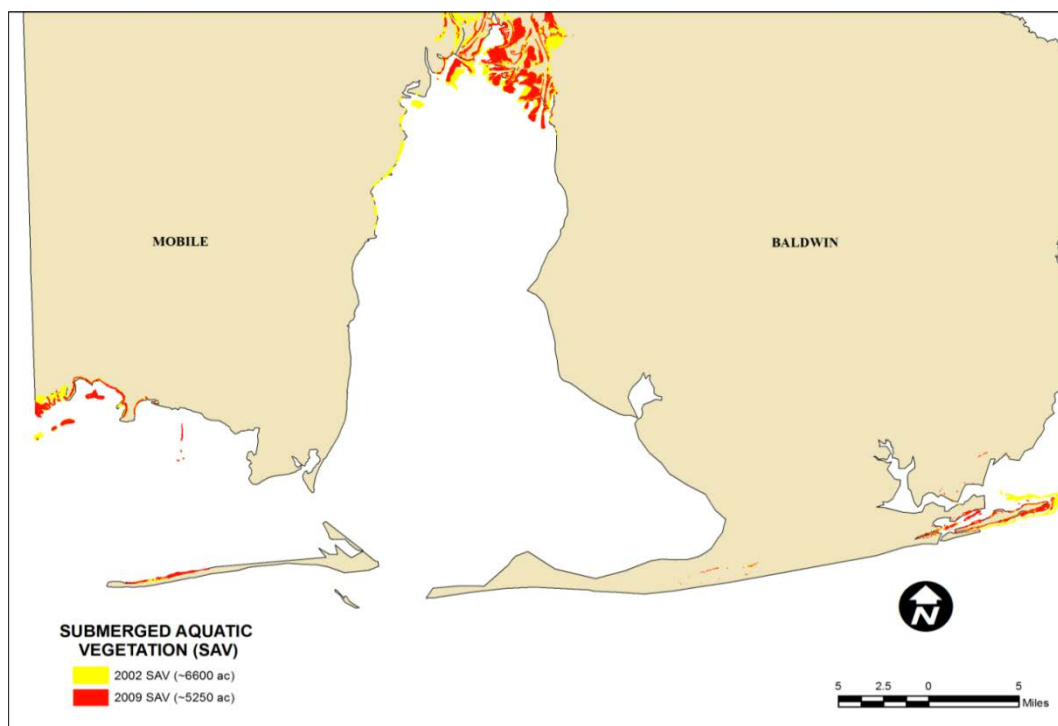 MOBILE
BALDWIN
SUBMERGED AQUATIC
VEGETATION (SAV)
2002 SAV (~6600 ac)
2009 SAV (~5250 ac)
N
5 2.5 0 5
Miles